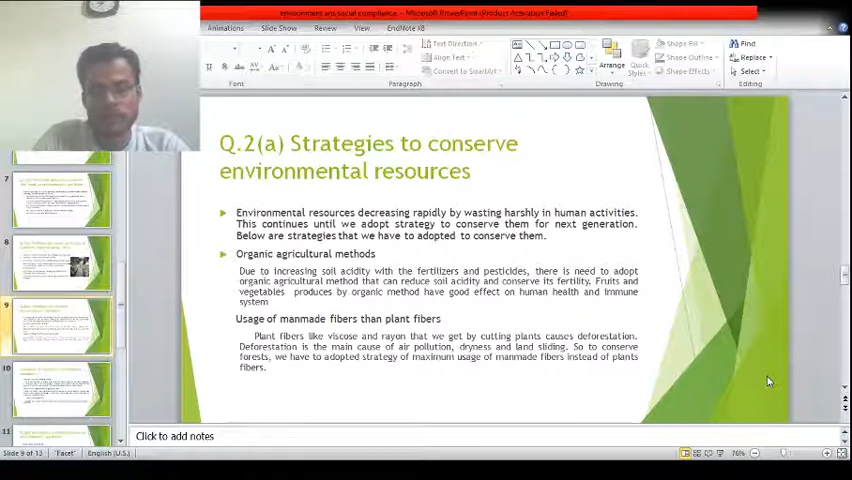 environment vns social compliance - Microsoft PowerPoint (Product Activation Failed)
Animations Slide Show Review View EndNote X8
Text Direction
Align Text
Convert to SmartArt
Arrange Quick Styles
Shape Fill
Shape Outline
Shape Effects
Find
Replace
Select
Font Paragraph Drawing Editing
Q.2(a) Strategies to conserve
environmental resources
Environmental resources decreasing rapidly by wasting harshly in human activities.
This continues until we adopt strategy to conserve them for next generation.
Below are strategies that we have to adopted to conserve them.
Organic agricultural methods
Due to increasing soil acidity with the fertilizers and pesticides, there is need to adopt
organic agricultural method that can reduce soil acidity and conserve its fertility. Fruits and
vegetables produces by organic method have good effect on human health and immune
system
Usage of manmade fibers than plant fibers
Plant fibers like viscose and rayon that we get by cutting plants causes deforestation.
Deforestation is the main cause of air pollution, dryness and land sliding. So to conserve
forests, we have to adopted strategy of maximum usage of manmade fibers instead of plants
fibers.
7
8
9
10
11
Click to add notes
Slide 9 of 13 "Facet" English (U.S.) 76%